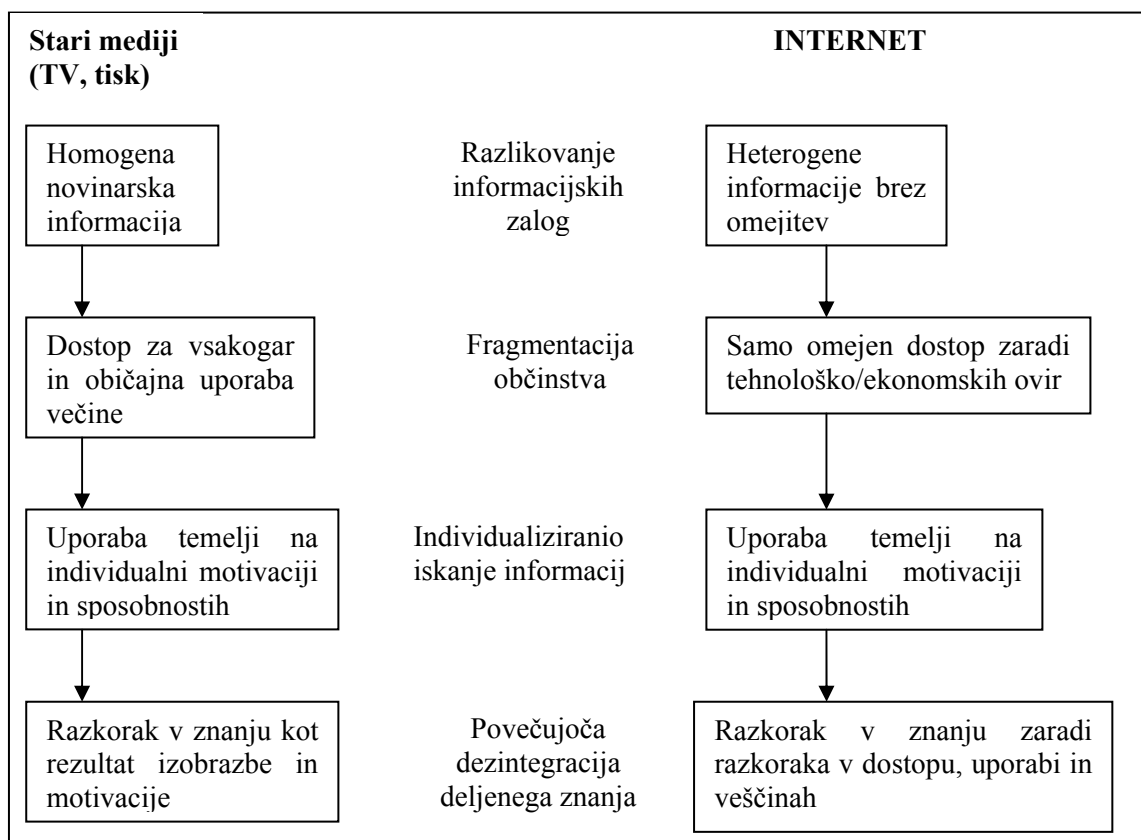 Stari mediji
(TV, tisk)
INTERNET
Homogena
novinarska
informacija
Razlikovanje
informacijskih
zalog
Heterogene
informacije brez
omejitev
Dostop za vsakogar
in običajna uporaba
večine
Fragmentacija
občinstva
Samo omejen dostop zaradi
tehnološko/ekonomskih ovir
Uporaba temelji na
individualni motivaciji
in sposobnostih
Individualiziranio
iskanje informacij
Uporaba temelji na
individualni motivaciji
in sposobnostih
Razkorak v znanju kot
rezultat izobrazbe in
motivacije
Povečujoča
dezintegracija
deljenega znanja
Razkorak v znanju zaradi
razkoraka v dostopu, uporabi in
veščinah